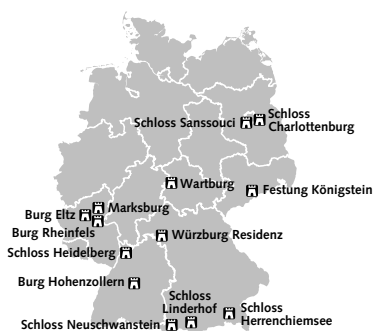 Schloss Sanssouci
Schloss
Charlottenburg
Wartburg
Festung Königstein
Marksburg
Burg Eltz
Burg Rheinfels
Würzburg Residenz
Schloss Heidelberg
Burg Hohenzollern
Schloss
Linderhof
Schloss
Herrenchiemsee
Schloss Neuschwanstein